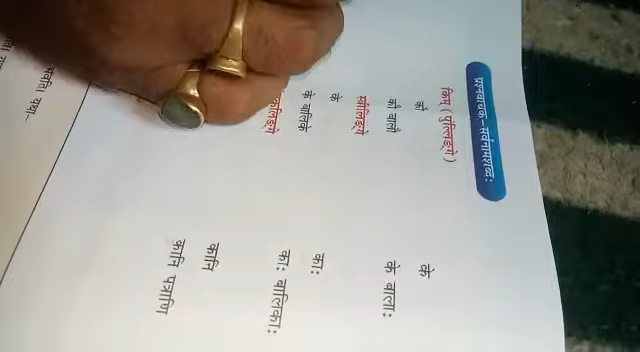 प्रश्नवाचक-सर्वनामशब्द:
किम् (पुल्लिङ्गे)
को के
को बालौ के बाला:
स्त्रीलिङ्गे
के का:
के बालिके का: बालिका:
कानि
कानि पत्राणि